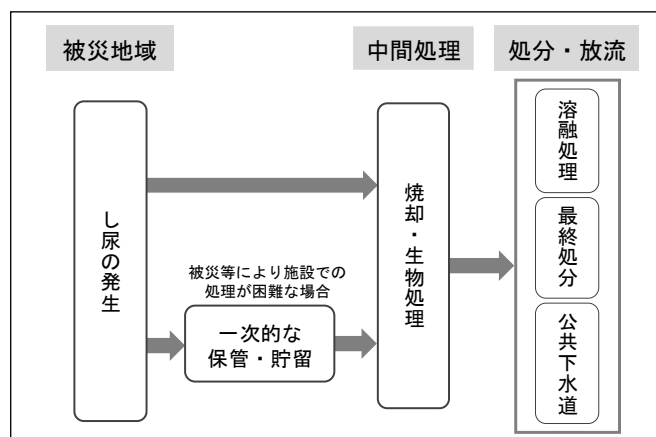 被災地域
中間処理
処分・放流
し尿の発生
被災等により施設での
処理が困難な場合
一次的な
保管・貯留
焼却・生物処理
溶融処理
最終処分
公共下水道